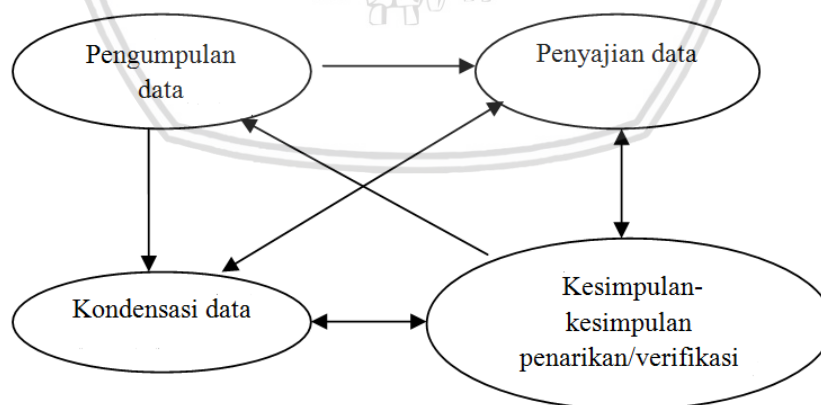 Pengumpulan
data
Penyajian data
Kondensasi data
Kesimpulan-
kesimpulan
penarikan/verifikasi